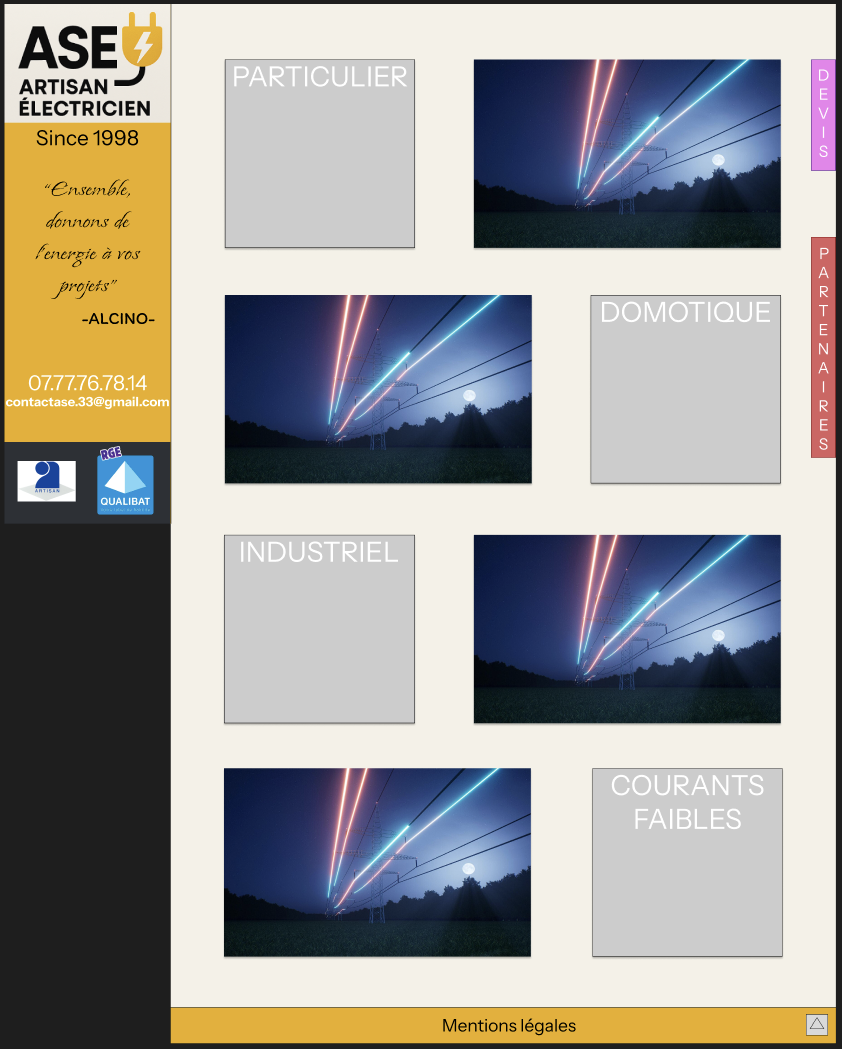 ASE
ARTISAN
ÉLECTRICIEN
Since 1998
“Ensemble,
donnons de
l'energie à vos
projets”
-ALCINO-
07.77.76.78.14
contactase.33@gmail.com
ARTISAN
RGE
QUALIBAT
PARTICULIER
DOMOTIQUE
INDUSTRIEL
COURANTS
FAIBLES
DEVIS
PARTENAIRES
Mentions légales